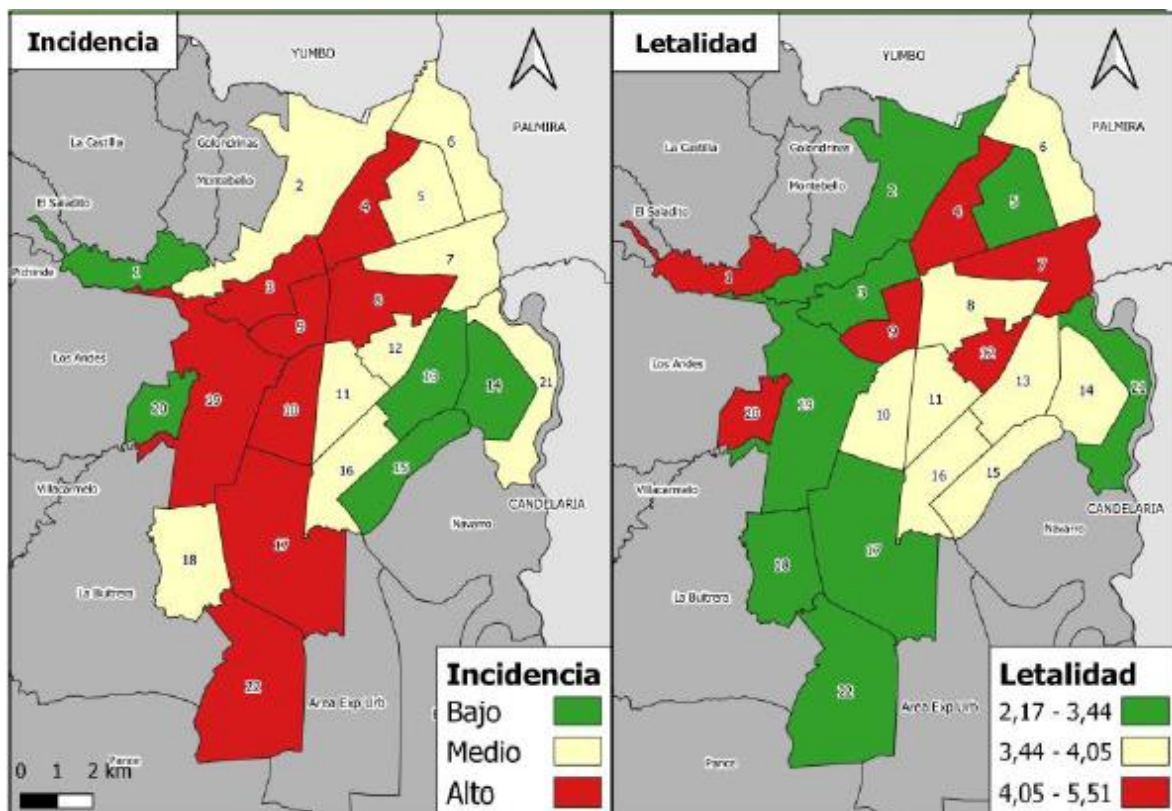 Incidencia
YUMBO
PALMIRA
La Castilla
Golondrinas
Montebello
El Saladito
Pichinde
Los Andes
Villacarmelo
La Buitrera
Pance
Navarro
CANDELARIA
Area Exp Urb
1
2
3
4
5
6
7
8
9
10
11
12
13
14
15
16
17
18
19
20
21
22
Incidencia
Bajo
Medio
Alto
0 1 2 km
Letalidad
YUMBO
PALMIRA
La Castilla
Golondrinas
Montebello
El Saladito
Pichinde
Los Andes
Villacarmelo
La Buitrera
Pance
Navarro
CANDELARIA
Area Exp Urb
1
2
3
4
5
6
7
8
9
10
11
12
13
14
15
16
17
18
19
20
21
22
Letalidad
2,17 - 3,44
3,44 - 4,05
4,05 - 5,51